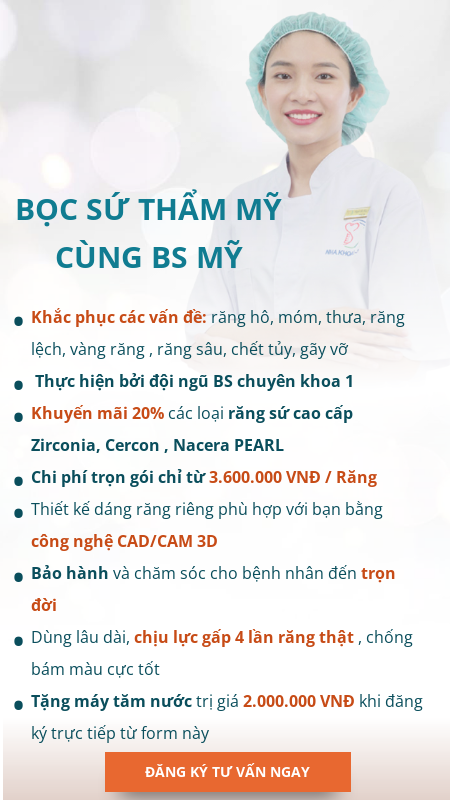 NHA KHOA
BỌC SỨ THẨM MỸ
CÙNG BS MỸ
Khắc phục các vấn đề: răng hô, móm, thưa, răng
lệch, vàng răng , răng sâu, chết tủy, gãy vỡ
Thực hiện bởi đội ngũ BS chuyên khoa 1
Khuyến mãi 20% các loại răng sứ cao cấp
Zirconia, Cercon , Nacera PEARL
Chi phí trọn gói chỉ từ 3.600.000 VNĐ / Răng
Thiết kế dáng răng riêng phù hợp với bạn bằng
công nghệ CAD/CAM 3D
Bảo hành và chăm sóc cho bệnh nhân đến trọn
đời
Dùng lâu dài, chịu lực gấp 4 lần răng thật , chống
bám màu cực tốt
Tặng máy tăm nước trị giá 2.000.000 VNĐ khi đăng
ký trực tiếp từ form này
ĐĂNG KÝ TƯ VẤN NGAY